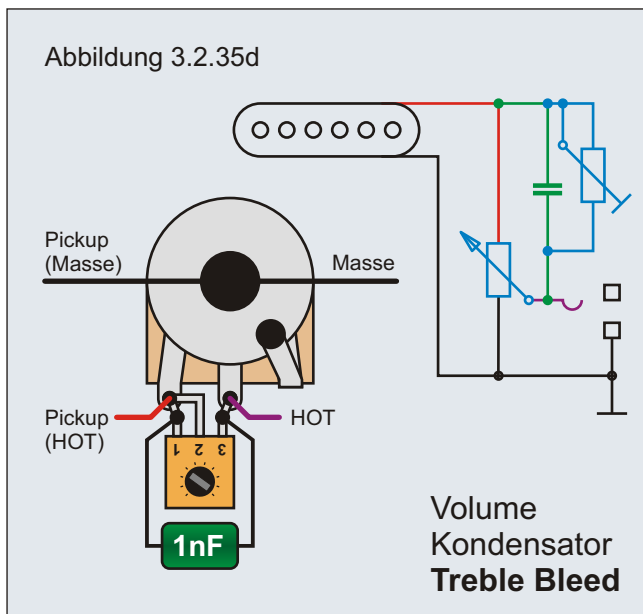 Abbildung 3.2.35d
Pickup
(Masse)
Masse
Pickup
(HOT)
HOT
1 2 3
1nF
Volume
Kondensator
Treble Bleed